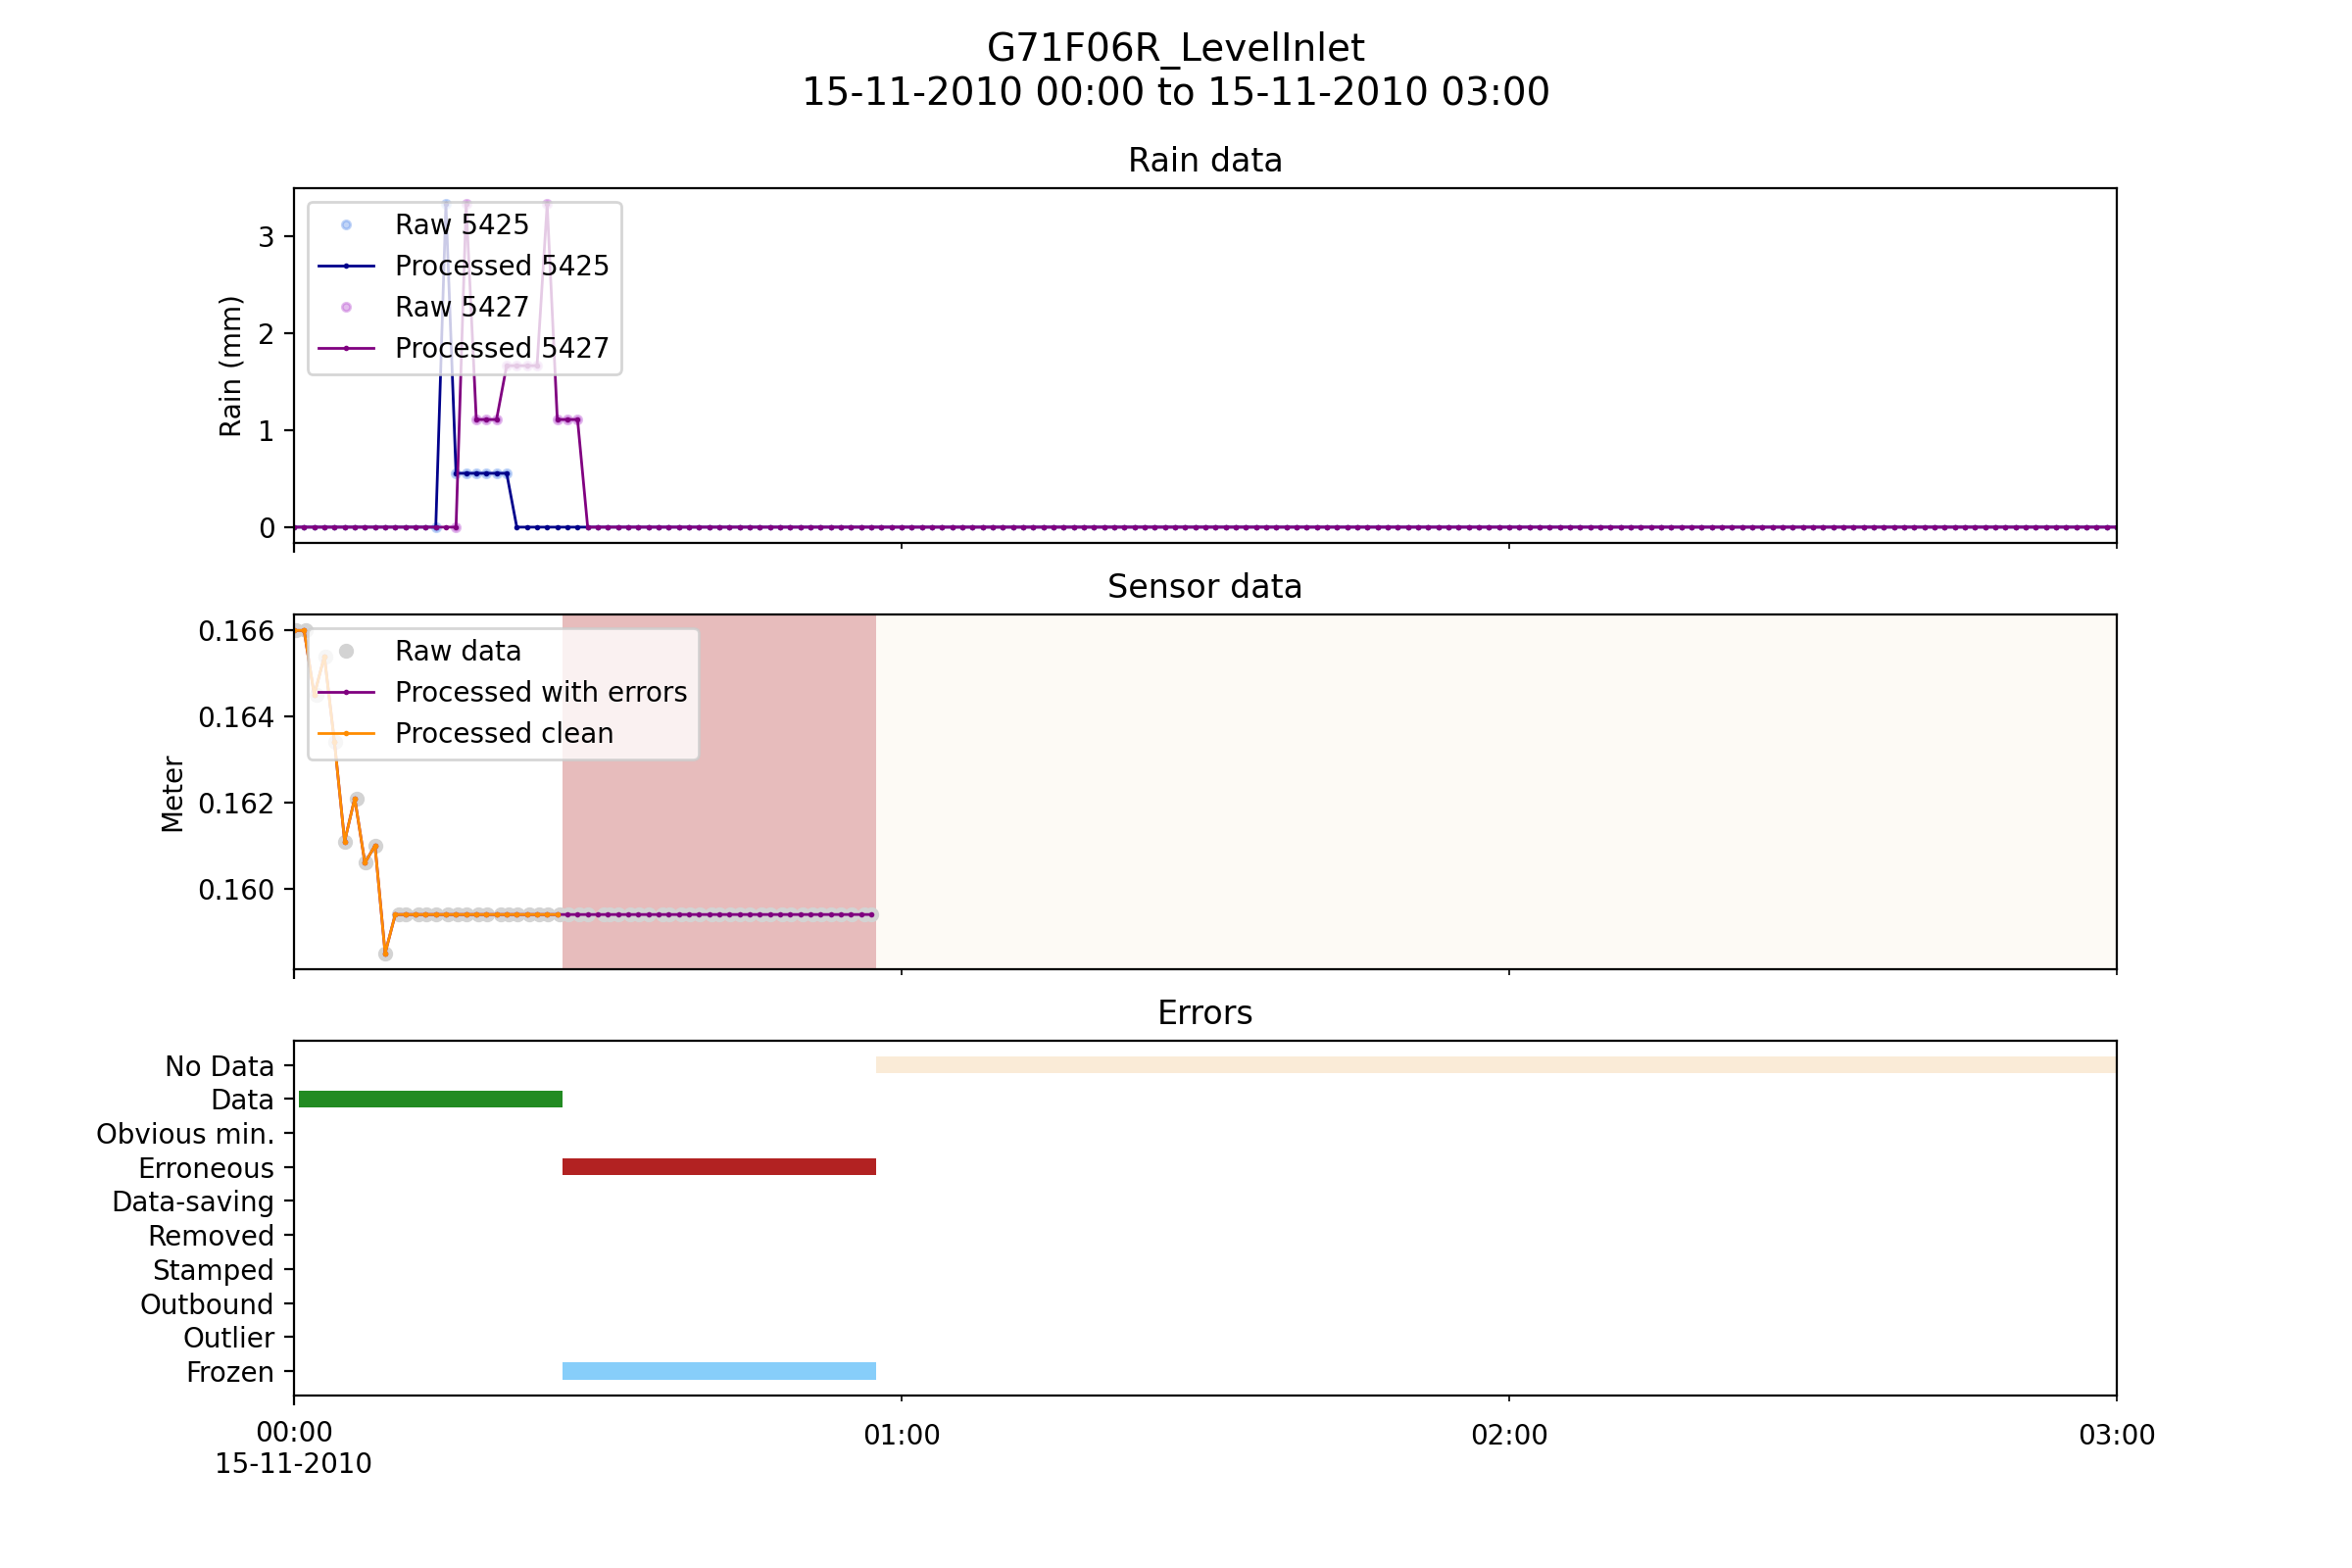 G71F06R_LevelInlet
15-11-2010 00:00 to 15-11-2010 03:00
Rain data
Rain (mm)
3
2
1
0
Raw 5425
Processed 5425
Raw 5427
Processed 5427
Sensor data
Meter
0.166
0.164
0.162
0.160
Raw data
Processed with errors
Processed clean
Errors
No Data
Data
Obvious min.
Erroneous
Data-saving
Removed
Stamped
Outbound
Outlier
Frozen
00:00 01:00 02:00 03:00
15-11-2010